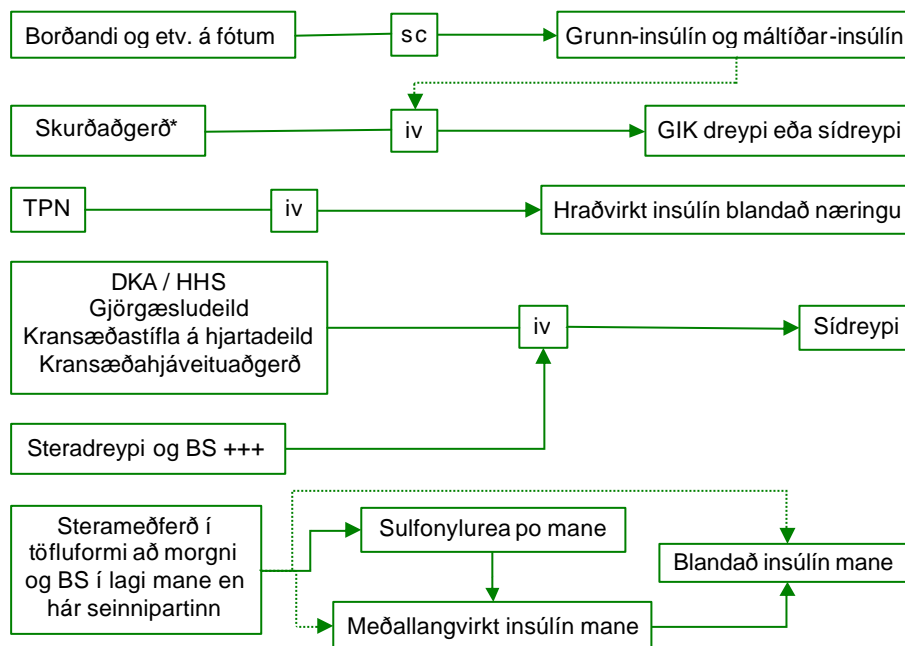 Borðandi og etv. á fótum
sc
Grunn-insúlín og máltíðar-insúlín
Skurðaðgerð*
iv
GIK dreypi eða sídreypi
TPN
iv
Hraðvirkt insúlín blandað næringu
DKA / HHS
Gjörgæsludeild
Kransæðastífla á hjartadeild
Kransæðahjáveituaðgerð
iv
Sídreypi
Steradreypi og BS +++
Sterameðferð í
töfluformi að morgni
og BS í lagi mane en
hár seinnipartinn
Sulfonylurea po mane
Blandað insúlín mane
Meðallangvirkt insúlín mane